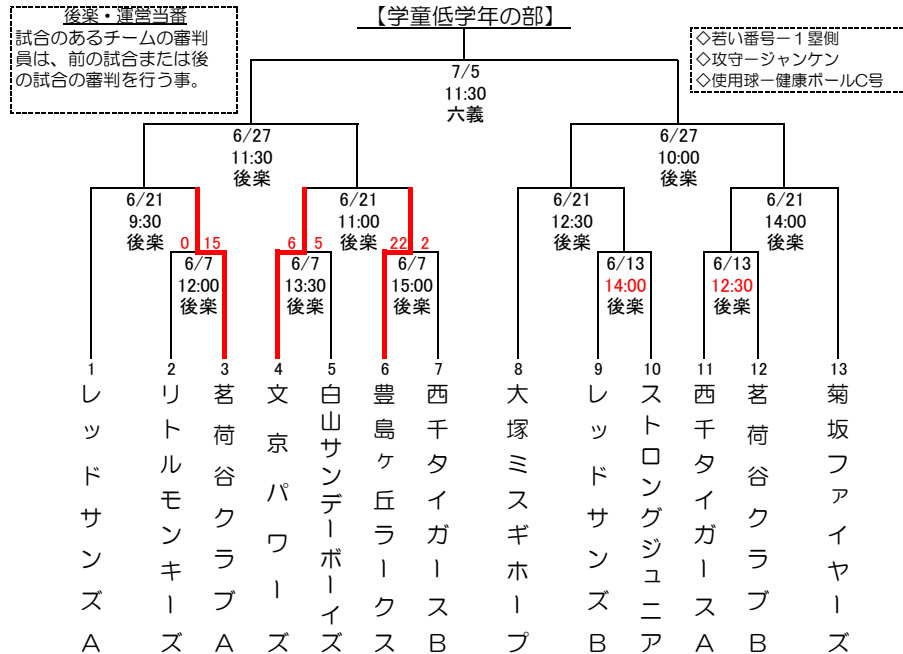 後楽・運営当番
試合のあるチームの審判
員は、前の試合または後
の試合の審判を行う事。
【学童低学年の部】
◇若い番号ー１塁側
◇攻守ージャンケン
◇使用球ー健康ボールC号
7/5
11:30
六義
6/27
11:30
後楽
6/27
10:00
後楽
6/21
9:30
後楽
6/21
11:00
後楽
6/21
12:30
後楽
6/21
14:00
後楽
0 15
6 5
22 2
6/7
12:00
後楽
6/7
13:30
後楽
6/7
15:00
後楽
6/13
14:00
後楽
6/13
12:30
後楽
1 2 3 4 5 6 7 8 9 10 11 12 13
レッドサンズA
リトルモンキーズ
茗荷谷クラブA
文京パワーズ
白山サンデーボーイズ
豊島ヶ丘ラークス
西千タイガースB
大塚ミスギホープ
レッドサンズB
ストロングジュニア
西千タイガースA
茗荷谷クラブB
菊坂ファイヤーズ